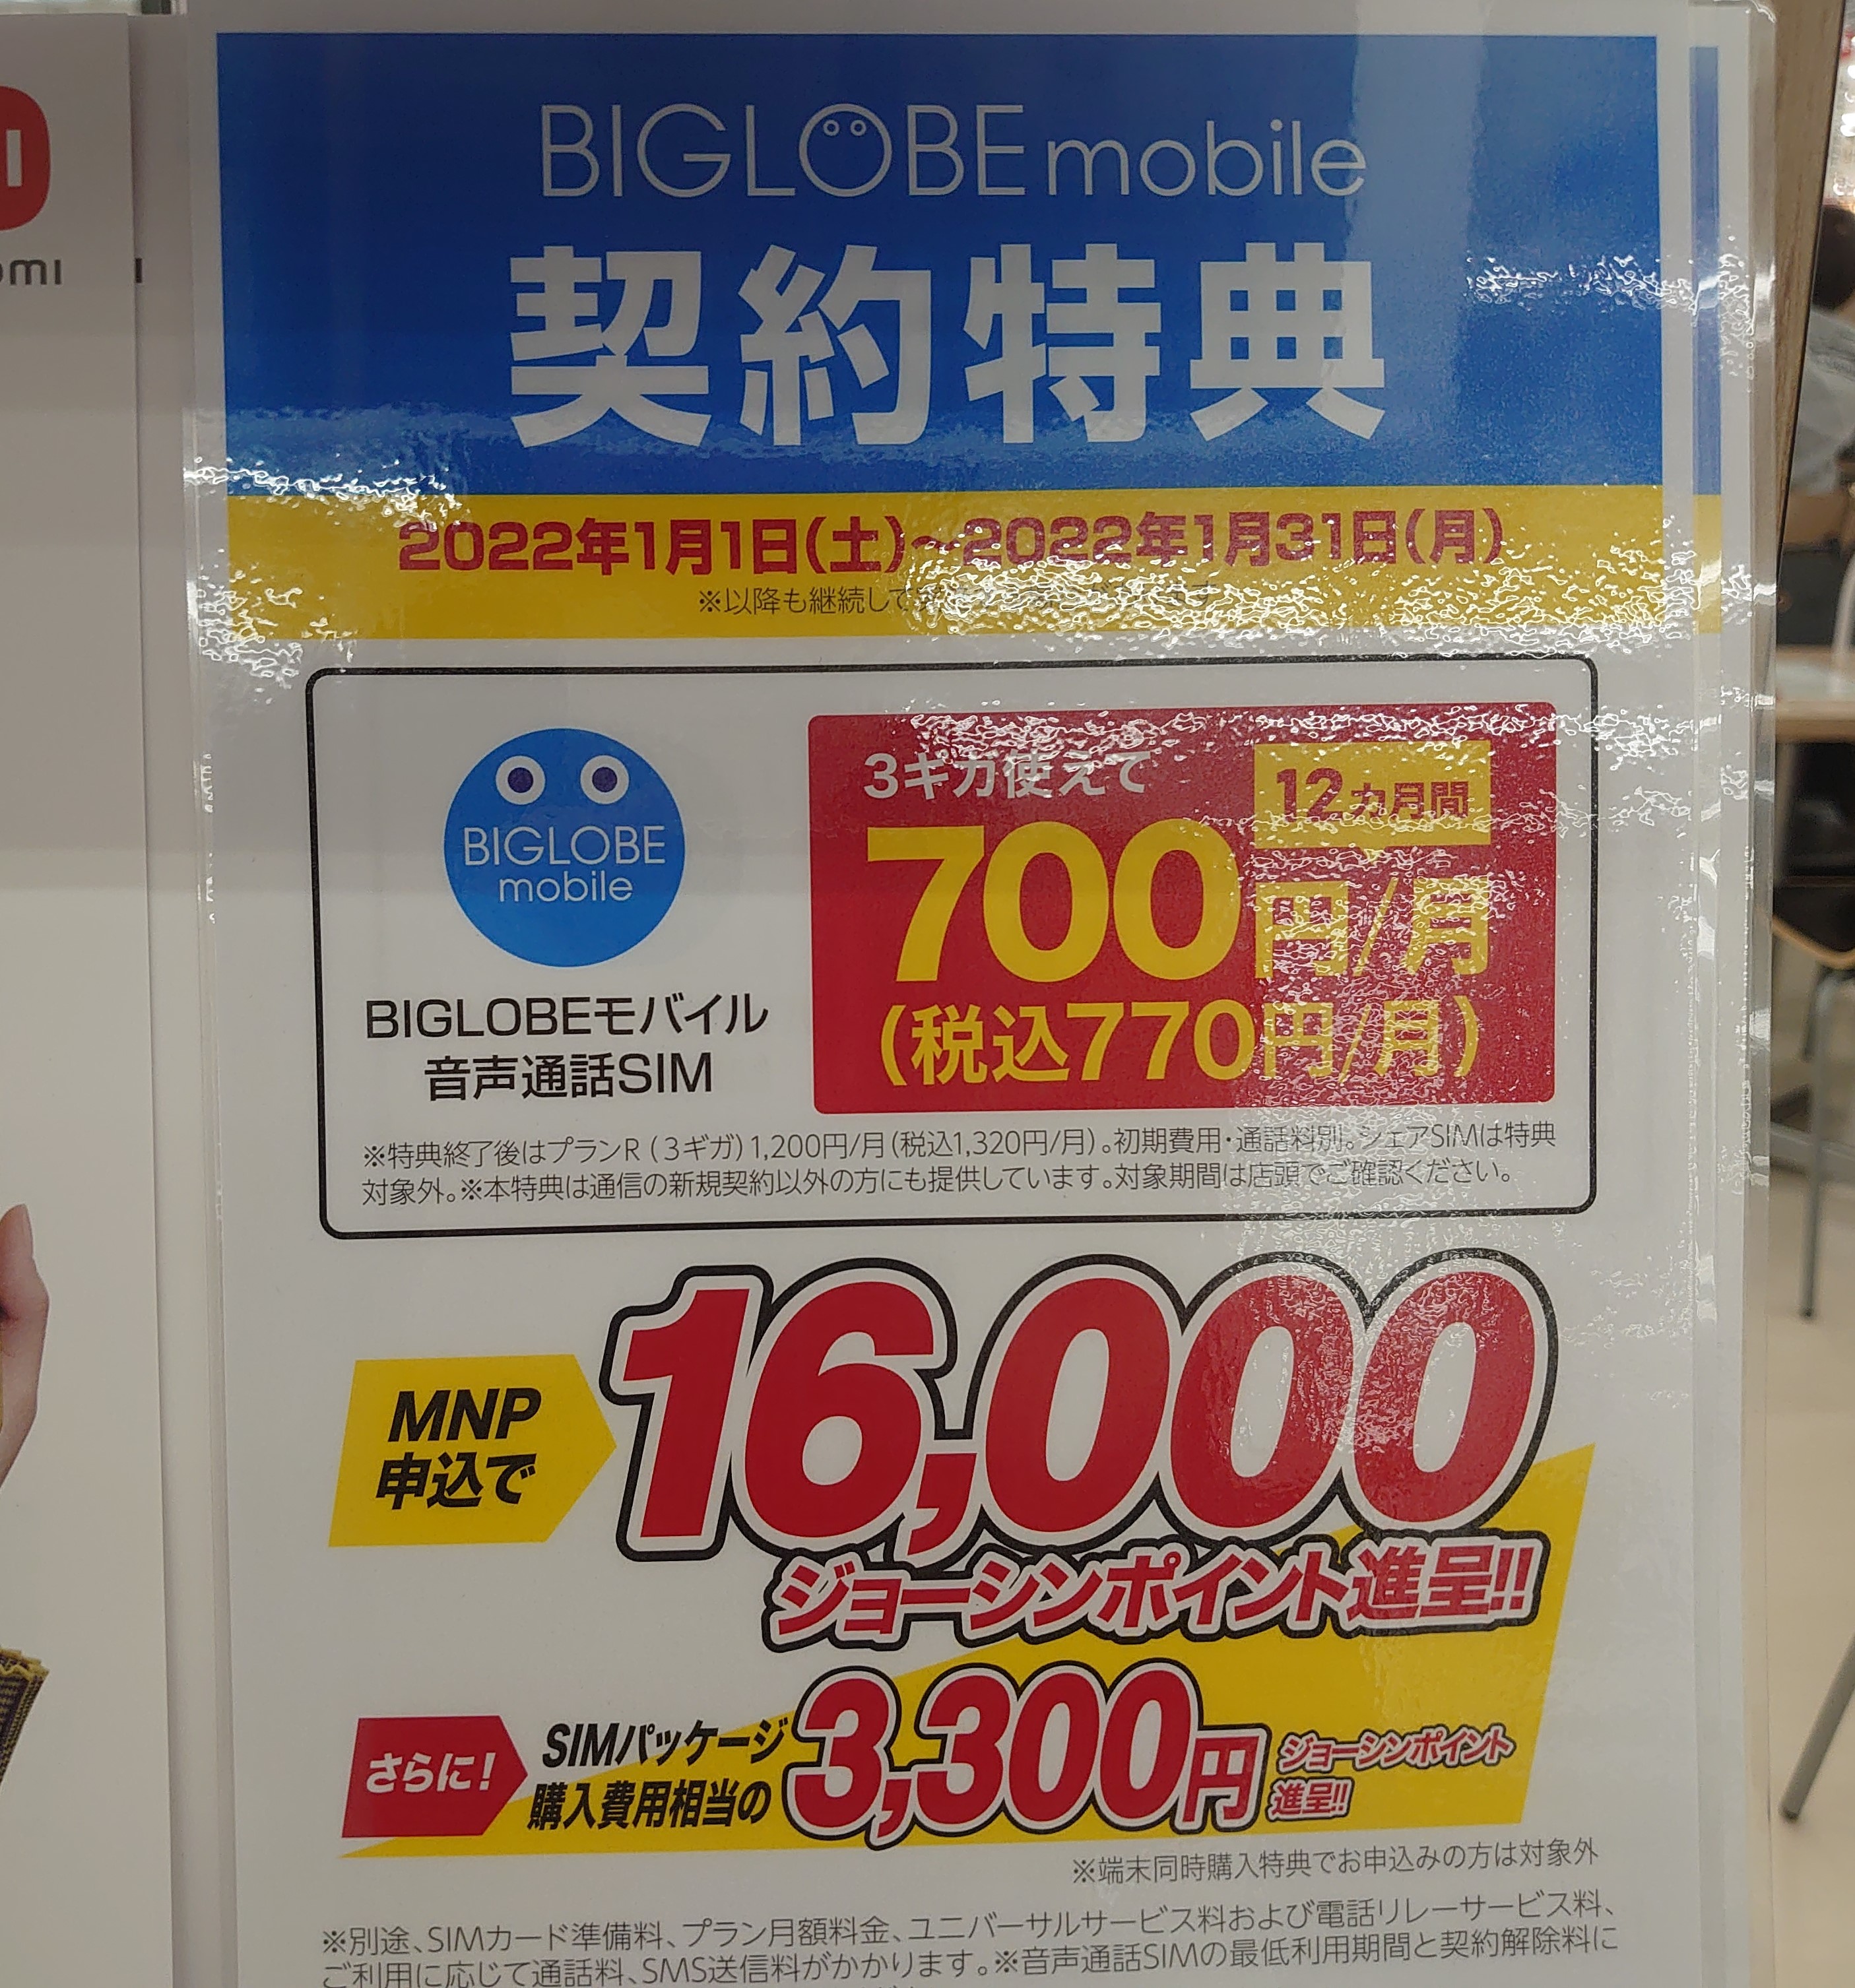 BIGLOBE mobile
契約特典
2022年1月1日(土)~2022年1月31日(月)
※以降も継続して
3ギガ使えて
12カ月間
700円/月
(税込770円/月)
BIGLOBE
mobile
BIGLOBEモバイル
音声通話SIM
※特典終了後はプランR(3ギガ)1,200円/月(税込1,320円/月)。初期費用・通話料別。シェアSIMは特典
対象外。※本特典は通信の新規契約以外の方にも提供しています。対象期間は店頭でご確認ください。
MNP
申込で
16,000
ジョーシンポイント進呈!!
さらに!
SIMパッケージ
購入費用相当の
3,300円
ジョーシンポイント
進呈!!
※端末同時購入特典でお申込みの方は対象外
※別途、SIMカード準備料、プラン月額料金、ユニバーサルサービス料および電話リレーサービス料、
ご利用に応じて通話料、SMS送信料がかかります。※音声通話SIMの最低利用期間と契約解除料に